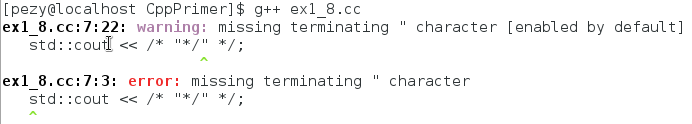 [pezy@localhost CppPrimer]$ g++ ex1_8.cc
ex1_8.cc:7:22: warning: missing terminating " character [enabled by default]
std::cout << /* "*/" */;
^
ex1_8.cc:7:3: error: missing terminating " character
std::cout << /* "*/" */;
^